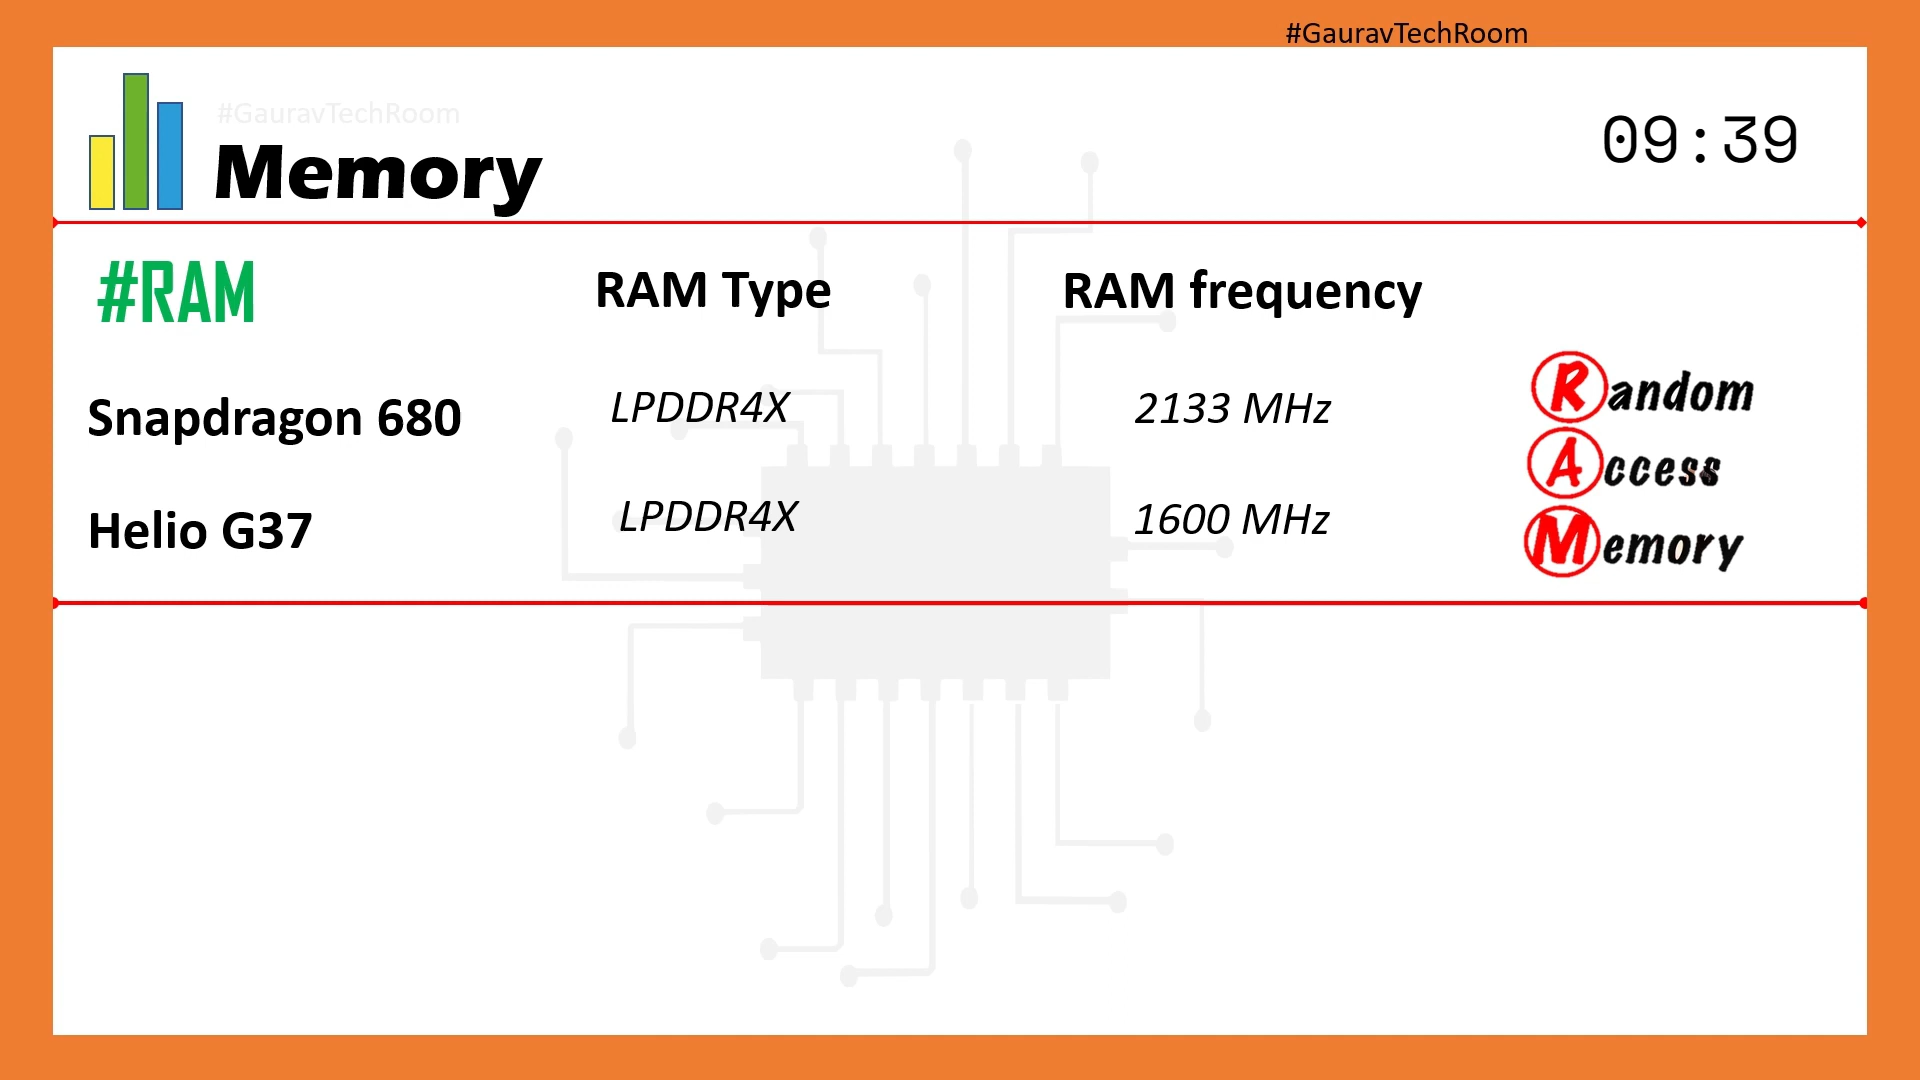 #GauravTechRoom
#GauravTechRoom
Memory
09:39
#RAM
RAM Type
RAM frequency
Snapdragon 680
LPDDR4X
2133 MHz
Helio G37
LPDDR4X
1600 MHz
Random
Access
Memory